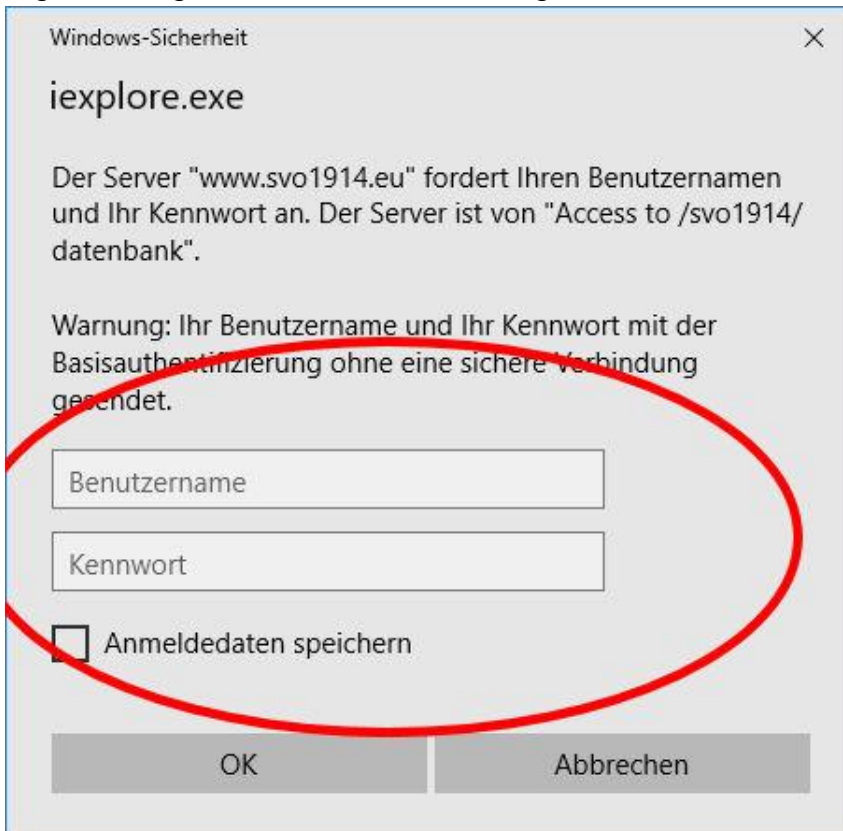 Windows-Sicherheit
iexplore.exe
Der Server "www.svo1914.eu" fordert Ihren Benutzernamen
und Ihr Kennwort an. Der Server ist von "Access to /svo1914/
datenbank".
Warnung: Ihr Benutzername und Ihr Kennwort mit der
Basisauthentifizierung ohne eine sichere Verbindung
gesendet.
Benutzername
Kennwort
Anmeldedaten speichern
OK
Abbrechen